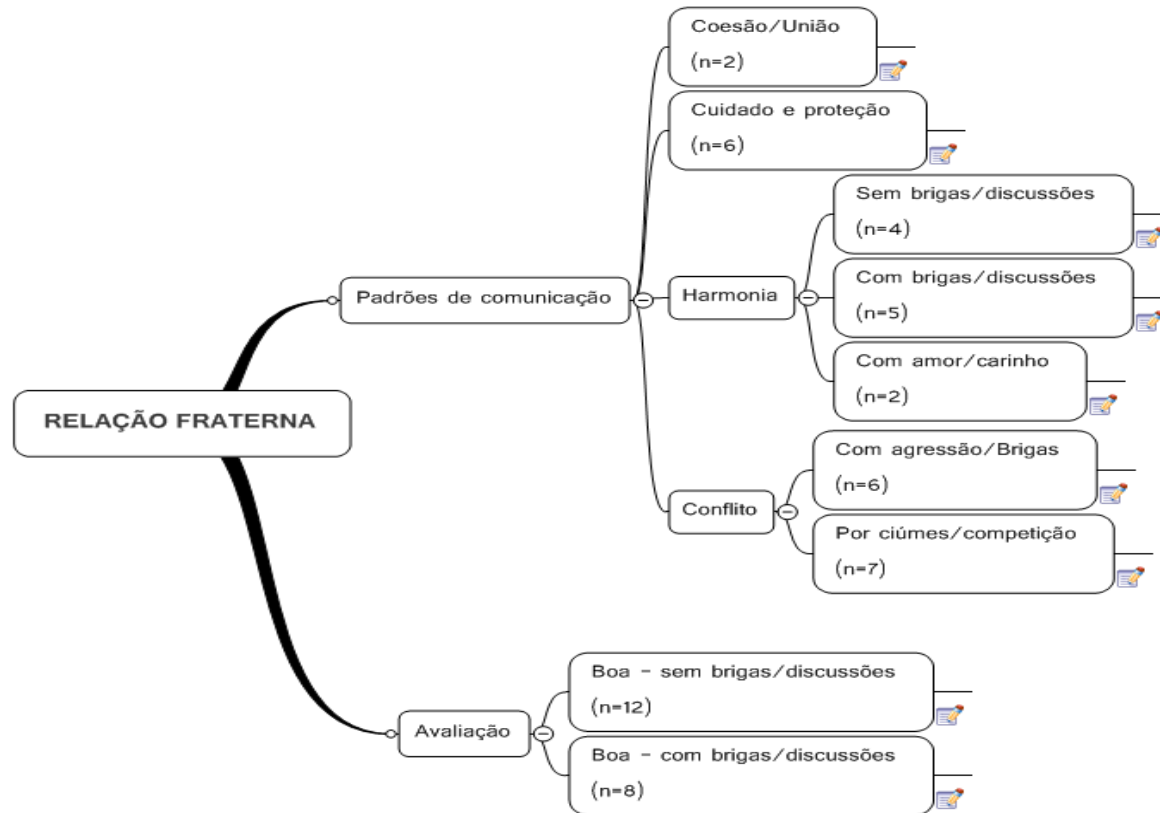 Coesão/União
(n=2)
Cuidado e proteção
(n=6)
Sem brigas/discussões
(n=4)
Padrões de comunicação
Harmonia
Com brigas/discussões
(n=5)
Com amor/carinho
(n=2)
RELAÇÃO FRATERNA
Com agressão/Brigas
(n=6)
Conflito
Por ciúmes/competição
(n=7)
Boa - sem brigas/discussões
(n=12)
Avaliação
Boa - com brigas/discussões
(n=8)